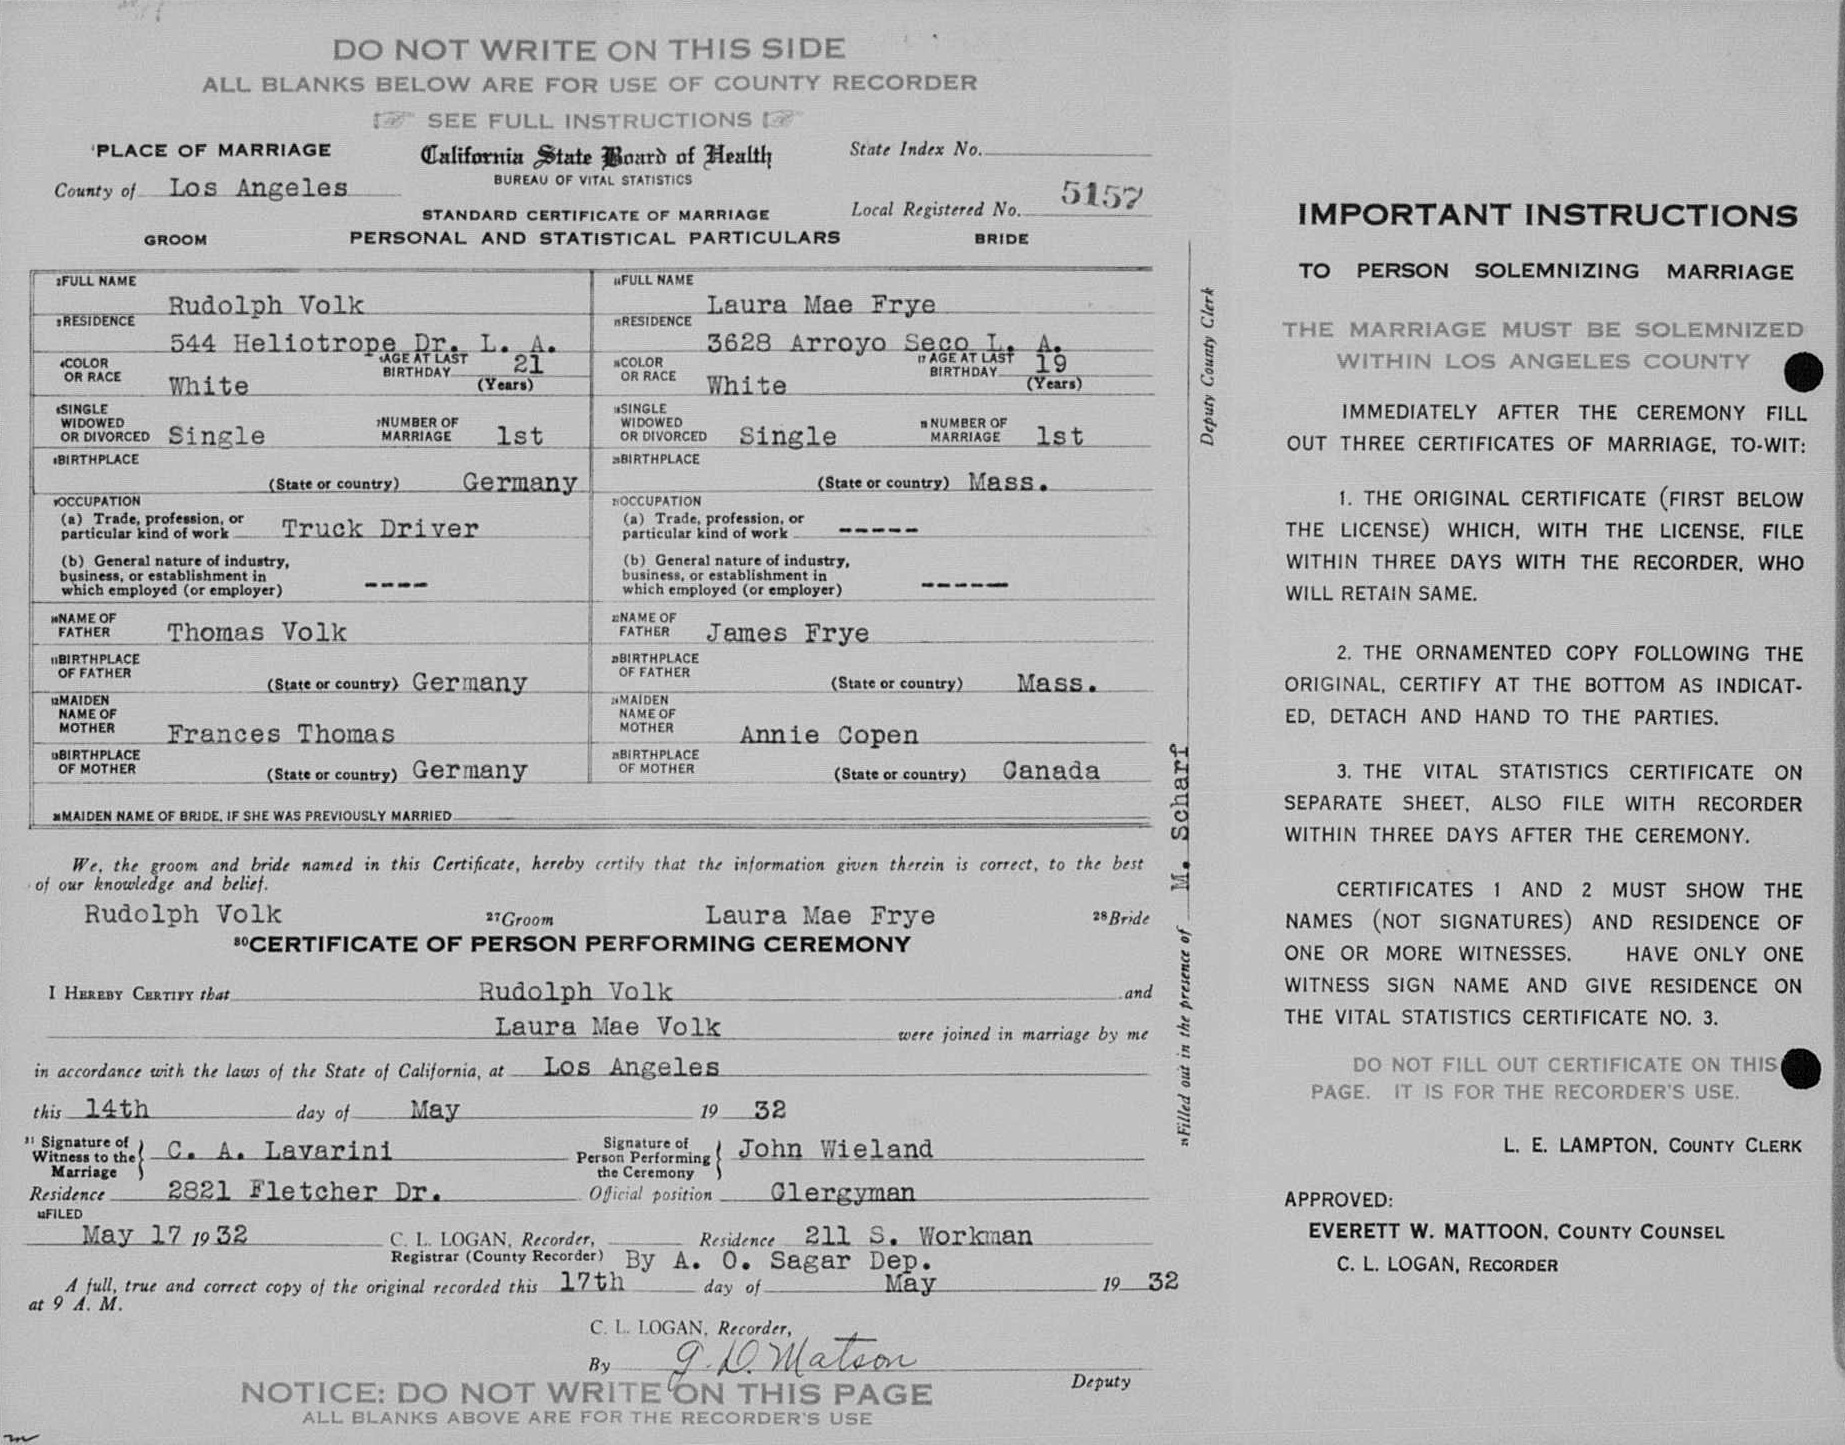 DO NOT WRITE ON THIS SIDE
ALL BLANKS BELOW ARE FOR USE OF COUNTY RECORDER
SEE FULL INSTRUCTIONS
PLACE OF MARRIAGE
California State Board of Health
State Index No.
BUREAU OF VITAL STATISTICS
County of Los Angeles
Local Registered No. 5157
STANDARD CERTIFICATE OF MARRIAGE
GROOM PERSONAL AND STATISTICAL PARTICULARS BRIDE
FULL NAME Rudolph Volk
RESIDENCE 544 Heliotrope Dr. L. A.
COLOR OR RACE White AGE AT LAST BIRTHDAY 21 (Years)
SINGLE WIDOWED OR DIVORCED Single NUMBER OF MARRIAGE 1st
BIRTHPLACE (State or country) Germany
OCCUPATION
(a) Trade, profession, or particular kind of work Truck Driver
(b) General nature of industry, business, or establishment in which employed (or employer) ----
NAME OF FATHER Thomas Volk
BIRTHPLACE OF FATHER (State or country) Germany
MAIDEN NAME OF MOTHER Frances Thomas
BIRTHPLACE OF MOTHER (State or country) Germany
FULL NAME Laura Mae Frye
RESIDENCE 3628 Arroyo Seco L. A.
COLOR OR RACE White 17 AGE AT LAST BIRTHDAY 19 (Years)
SINGLE WIDOWED OR DIVORCED Single NUMBER OF MARRIAGE 1st
BIRTHPLACE (State or country) Mass.
OCCUPATION
(a) Trade, profession, or particular kind of work -----
(b) General nature of industry, business, or establishment in which employed (or employer) ------
NAME OF FATHER James Frye
BIRTHPLACE OF FATHER (State or country) Mass.
MAIDEN NAME OF MOTHER Annie Copen
BIRTHPLACE OF MOTHER (State or country) Canada
MAIDEN NAME OF BRIDE, IF SHE WAS PREVIOUSLY MARRIED
We, the groom and bride named in this Certificate, hereby certify that the information given therein is correct, to the best
of our knowledge and belief.
Rudolph Volk 27Groom Laura Mae Frye 28Bride
30CERTIFICATE OF PERSON PERFORMING CEREMONY
I HEREBY CERTIFY that Rudolph Volk and
Laura Mae Volk were joined in marriage by me
in accordance with the laws of the State of California, at Los Angeles
this 14th day of May 19 32
31 Signature of Witness to the Marriage } C. A. Lavarini Signature of Person Performing the Ceremony } John Wieland
Residence 2821 Fletcher Dr. Official position Clergyman
FILED
May 17 1932 C. L. LOGAN, Recorder, Residence 211 S. Workman
Registrar (County Recorder) By A. O. Sagar Dep.
A full, true and correct copy of the original recorded this 17th day of May 19 32
at 9 A. M.
C. L. LOGAN, Recorder,
By G. D. Matson
Deputy
NOTICE: DO NOT WRITE ON THIS PAGE
ALL BLANKS ABOVE ARE FOR THE RECORDER'S USE
Filled out in the presence of M. Scharf Deputy County Clerk
IMPORTANT INSTRUCTIONS
TO PERSON SOLEMNIZING MARRIAGE
THE MARRIAGE MUST BE SOLEMNIZED
WITHIN LOS ANGELES COUNTY
IMMEDIATELY AFTER THE CEREMONY FILL
OUT THREE CERTIFICATES OF MARRIAGE, TO-WIT:
1. THE ORIGINAL CERTIFICATE (FIRST BELOW
THE LICENSE) WHICH, WITH THE LICENSE, FILE
WITHIN THREE DAYS WITH THE RECORDER, WHO
WILL RETAIN SAME.
2. THE ORNAMENTED COPY FOLLOWING THE
ORIGINAL, CERTIFY AT THE BOTTOM AS INDICAT-
ED, DETACH AND HAND TO THE PARTIES.
3. THE VITAL STATISTICS CERTIFICATE ON
SEPARATE SHEET, ALSO FILE WITH RECORDER
WITHIN THREE DAYS AFTER THE CEREMONY.
CERTIFICATES 1 AND 2 MUST SHOW THE
NAMES (NOT SIGNATURES) AND RESIDENCE OF
ONE OR MORE WITNESSES. HAVE ONLY ONE
WITNESS SIGN NAME AND GIVE RESIDENCE ON
THE VITAL STATISTICS CERTIFICATE NO. 3.
DO NOT FILL OUT CERTIFICATE ON THIS
PAGE. IT IS FOR THE RECORDER'S USE.
L. E. LAMPTON, COUNTY CLERK
APPROVED:
EVERETT W. MATTOON, COUNTY COUNSEL
C. L. LOGAN, RECORDER